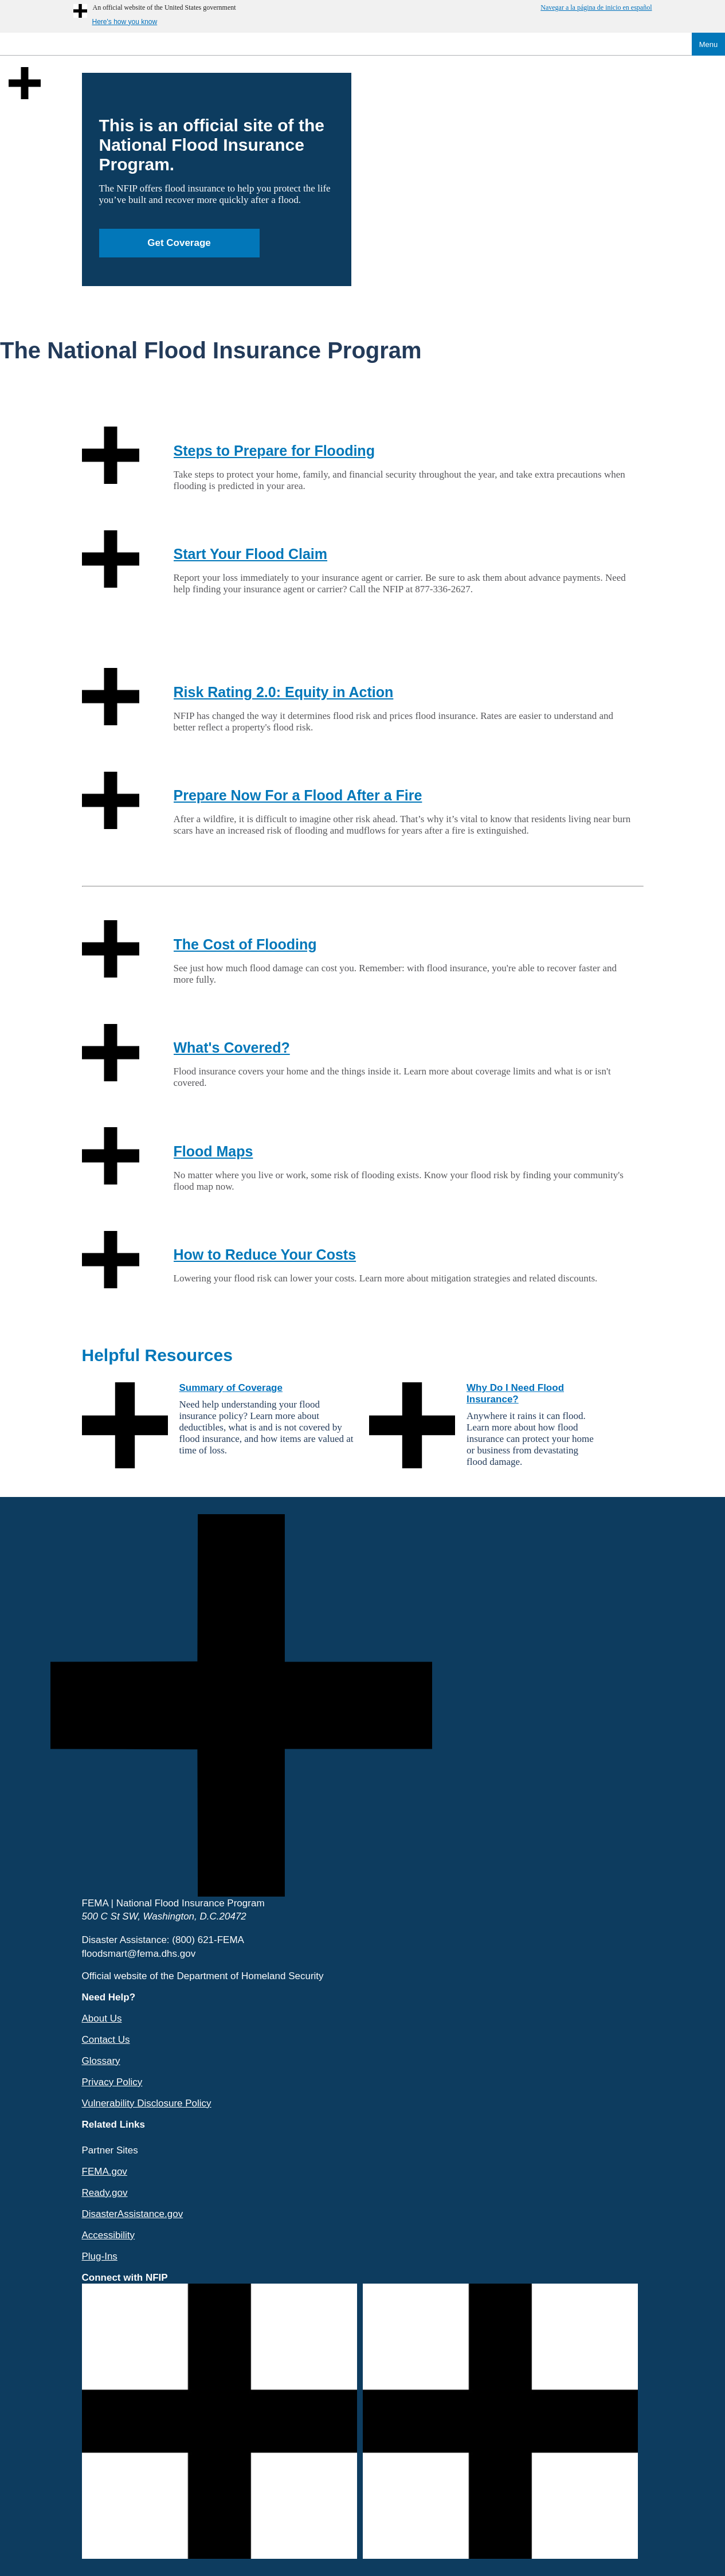 An official website of the United States government
Here's how you know
Navegar a la página de inicio en español
Menu
This is an official site of the
National Flood Insurance
Program.
The NFIP offers flood insurance to help you protect the life
you’ve built and recover more quickly after a flood.
Get Coverage
The National Flood Insurance Program
Steps to Prepare for Flooding
Take steps to protect your home, family, and financial security throughout the year, and take extra precautions when
flooding is predicted in your area.
Start Your Flood Claim
Report your loss immediately to your insurance agent or carrier. Be sure to ask them about advance payments. Need
help finding your insurance agent or carrier? Call the NFIP at 877-336-2627.
Risk Rating 2.0: Equity in Action
NFIP has changed the way it determines flood risk and prices flood insurance. Rates are easier to understand and
better reflect a property's flood risk.
Prepare Now For a Flood After a Fire
After a wildfire, it is difficult to imagine other risk ahead. That’s why it’s vital to know that residents living near burn
scars have an increased risk of flooding and mudflows for years after a fire is extinguished.
The Cost of Flooding
See just how much flood damage can cost you. Remember: with flood insurance, you're able to recover faster and
more fully.
What's Covered?
Flood insurance covers your home and the things inside it. Learn more about coverage limits and what is or isn't
covered.
Flood Maps
No matter where you live or work, some risk of flooding exists. Know your flood risk by finding your community's
flood map now.
How to Reduce Your Costs
Lowering your flood risk can lower your costs. Learn more about mitigation strategies and related discounts.
Helpful Resources
Summary of Coverage
Need help understanding your flood
insurance policy? Learn more about
deductibles, what is and is not covered by
flood insurance, and how items are valued at
time of loss.
Why Do I Need Flood
Insurance?
Anywhere it rains it can flood.
Learn more about how flood
insurance can protect your home
or business from devastating
flood damage.
FEMA | National Flood Insurance Program
500 C St SW, Washington, D.C.20472
Disaster Assistance: (800) 621-FEMA
floodsmart@fema.dhs.gov
Official website of the Department of Homeland Security
Need Help?
About Us
Contact Us
Glossary
Privacy Policy
Vulnerability Disclosure Policy
Related Links
Partner Sites
FEMA.gov
Ready.gov
DisasterAssistance.gov
Accessibility
Plug-Ins
Connect with NFIP